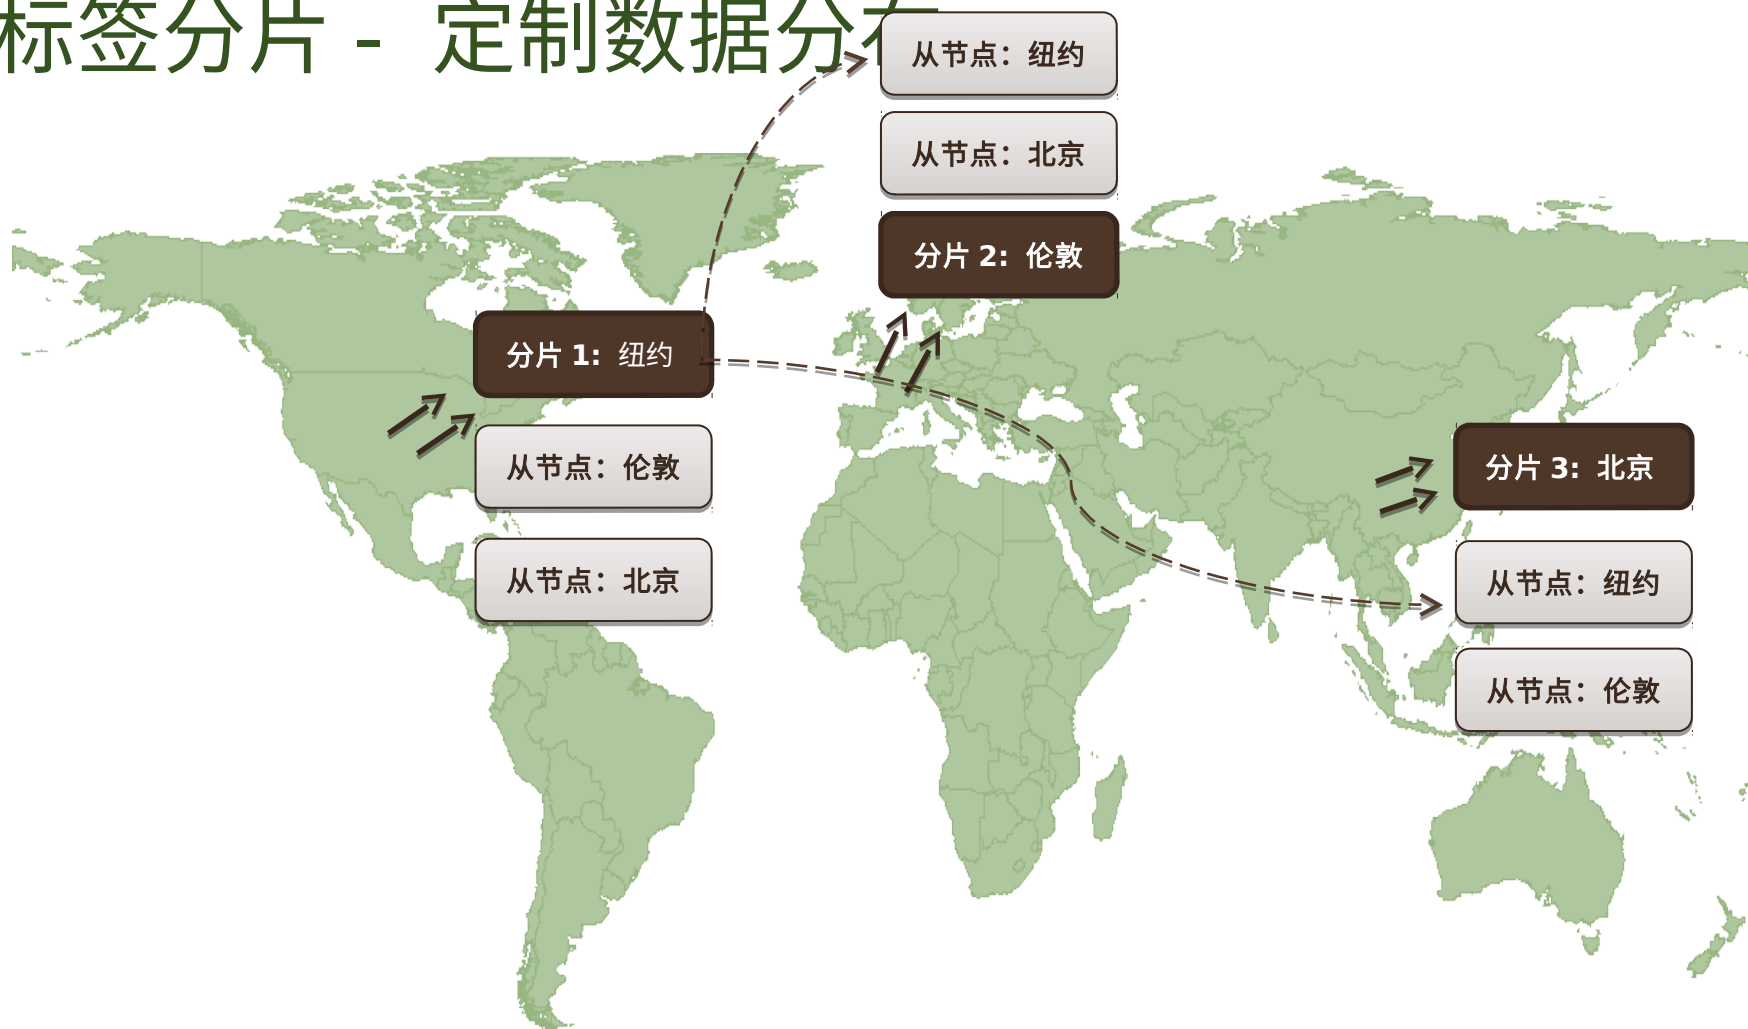 标签分片 - 定制数据分布
从节点：纽约
从节点：北京
分片 2: 伦敦
分片 1: 纽约
从节点：伦敦
从节点：北京
分片 3: 北京
从节点：纽约
从节点：伦敦